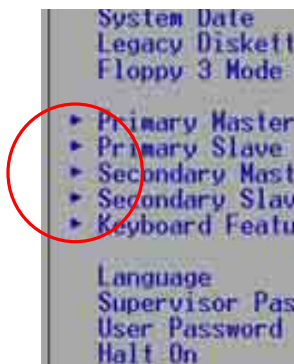 System Date
Legacy Diskett
Floppy 3 Mode
Primary Master
Primary Slave
Secondary Mast
Secondary Slav
Keyboard Featu
Language
Supervisor Pas
User Password
Halt On